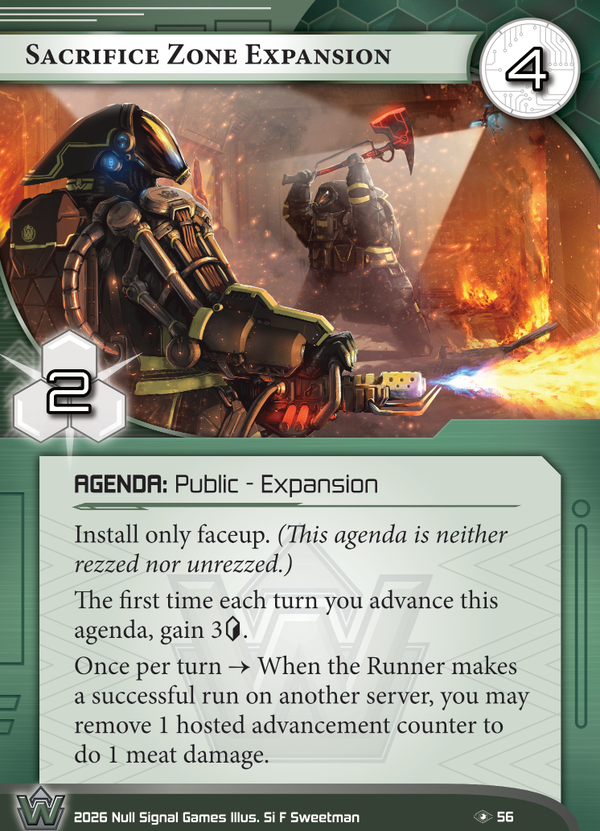 Sacrifice Zone Expansion
4
2
AGENDA: Public - Expansion
Install only faceup. (This agenda is neither
rezzed nor unrezzed.)
The first time each turn you advance this
agenda, gain 3.
Once per turn → When the Runner makes
a successful run on another server, you may
remove 1 hosted advancement counter to
do 1 meat damage.
2026 Null Signal Games Illus. Si F Sweetman
56